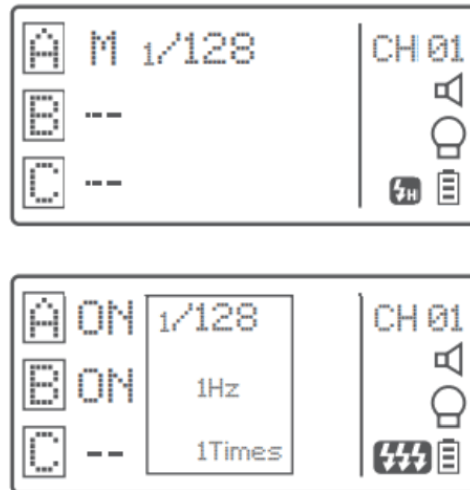 A M 1/128 CH 01
B --
C -- H
A ON 1/128 CH 01
B ON 1Hz
C -- 1Times